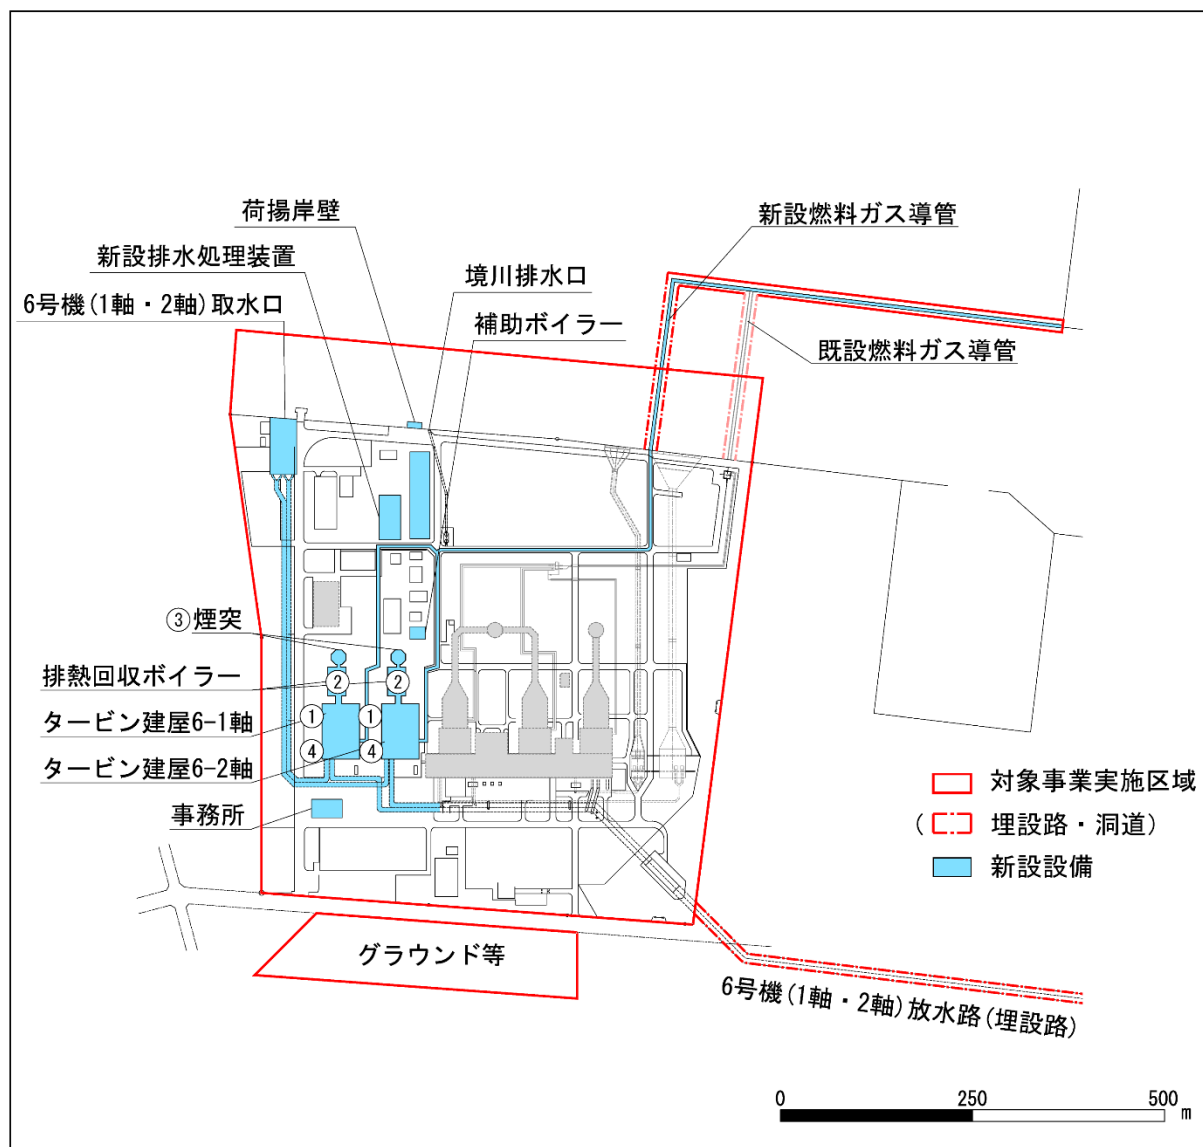 荷揚岸壁
新設燃料ガス導管
新設排水処理装置
境川排水口
6号機(1軸・2軸)取水口
補助ボイラー
既設燃料ガス導管
③煙突
排熱回収ボイラー
② ②
タービン建屋6-1軸
① ①
④ ④
タービン建屋6-2軸
事務所
対象事業実施区域
( 埋設路・洞道)
新設設備
グラウンド等
6号機(1軸・2軸)放水路(埋設路)
0 250 500
m